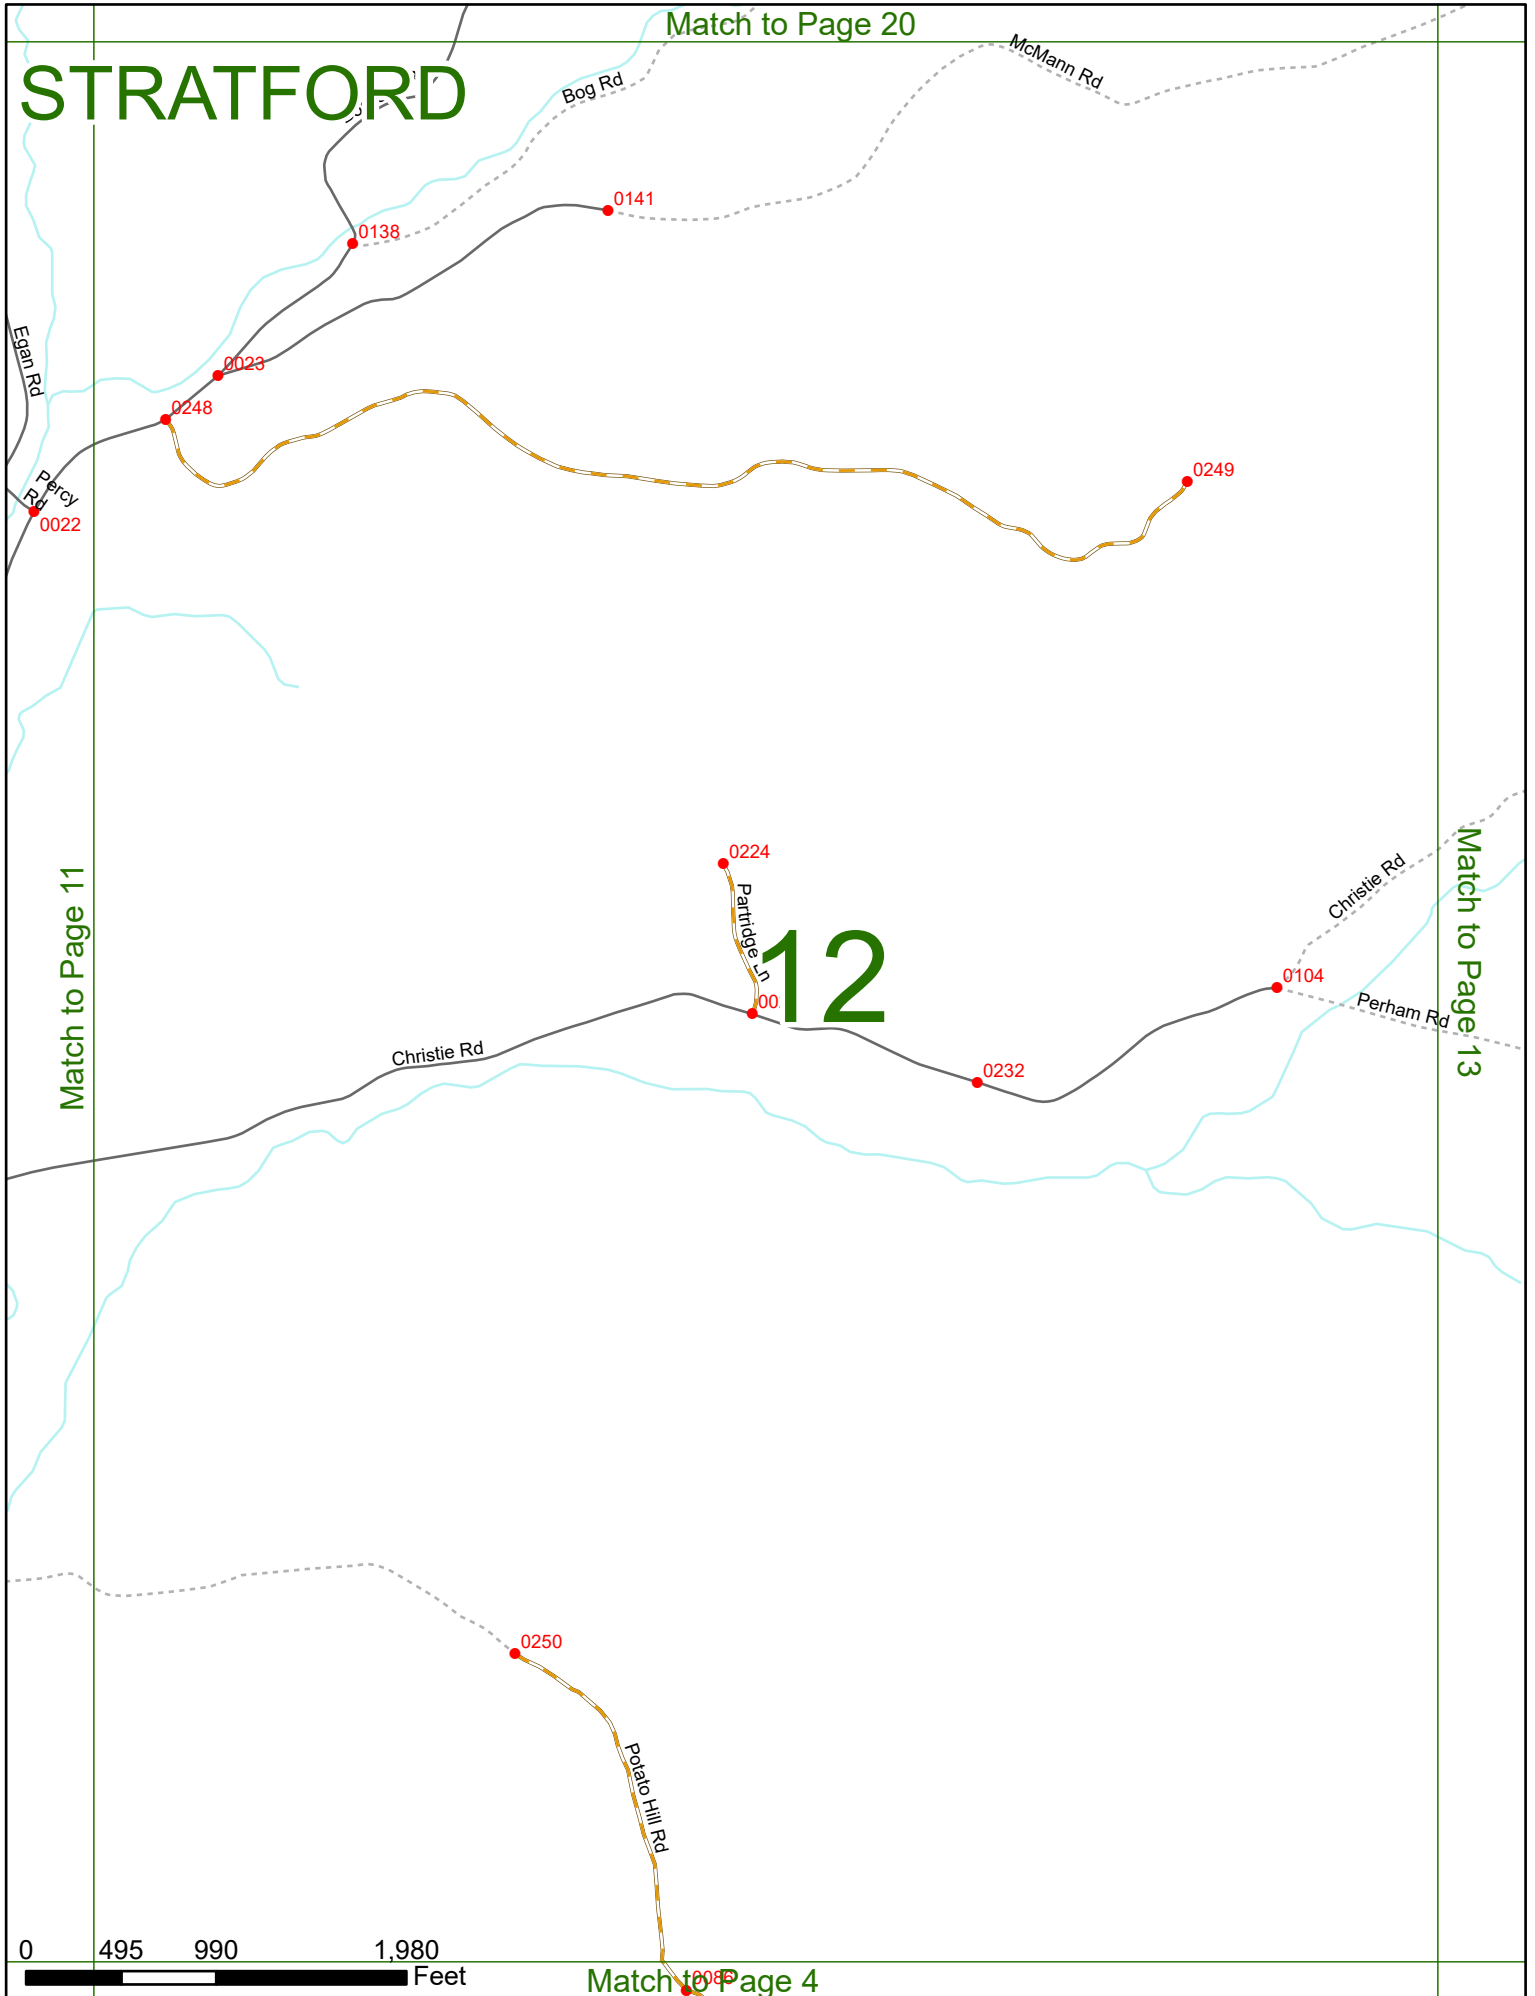 Match to Page 20
STRATFORD
McMann Rd
Bog Rd
0141
0138
Egan Rd
0023
0248
0249
Percy
Rd
0022
Match to Page 11
0224
Partridge Ln
12
Match to Page 13
Christie Rd
0104
Perham Rd
Christie Rd
0232
0250
Potato Hill Rd
0 495 990 1,980
Feet
Match to Page 4
0086